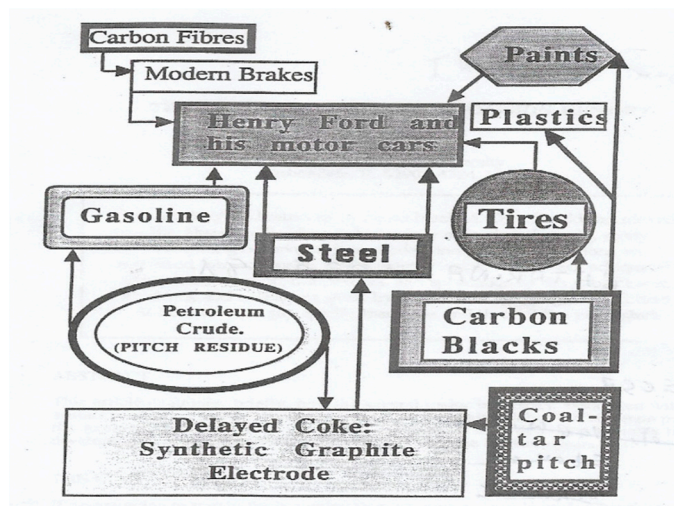 Carbon Fibres
Modern Brakes
Paints
Henry Ford and
his motor cars
Plastics
Gasoline
Tires
Steel
Petroleum
Crude.
(PITCH RESIDUE)
Carbon
Blacks
Delayed Coke:
Synthetic Graphite
Electrode
Coal-
tar
pitch